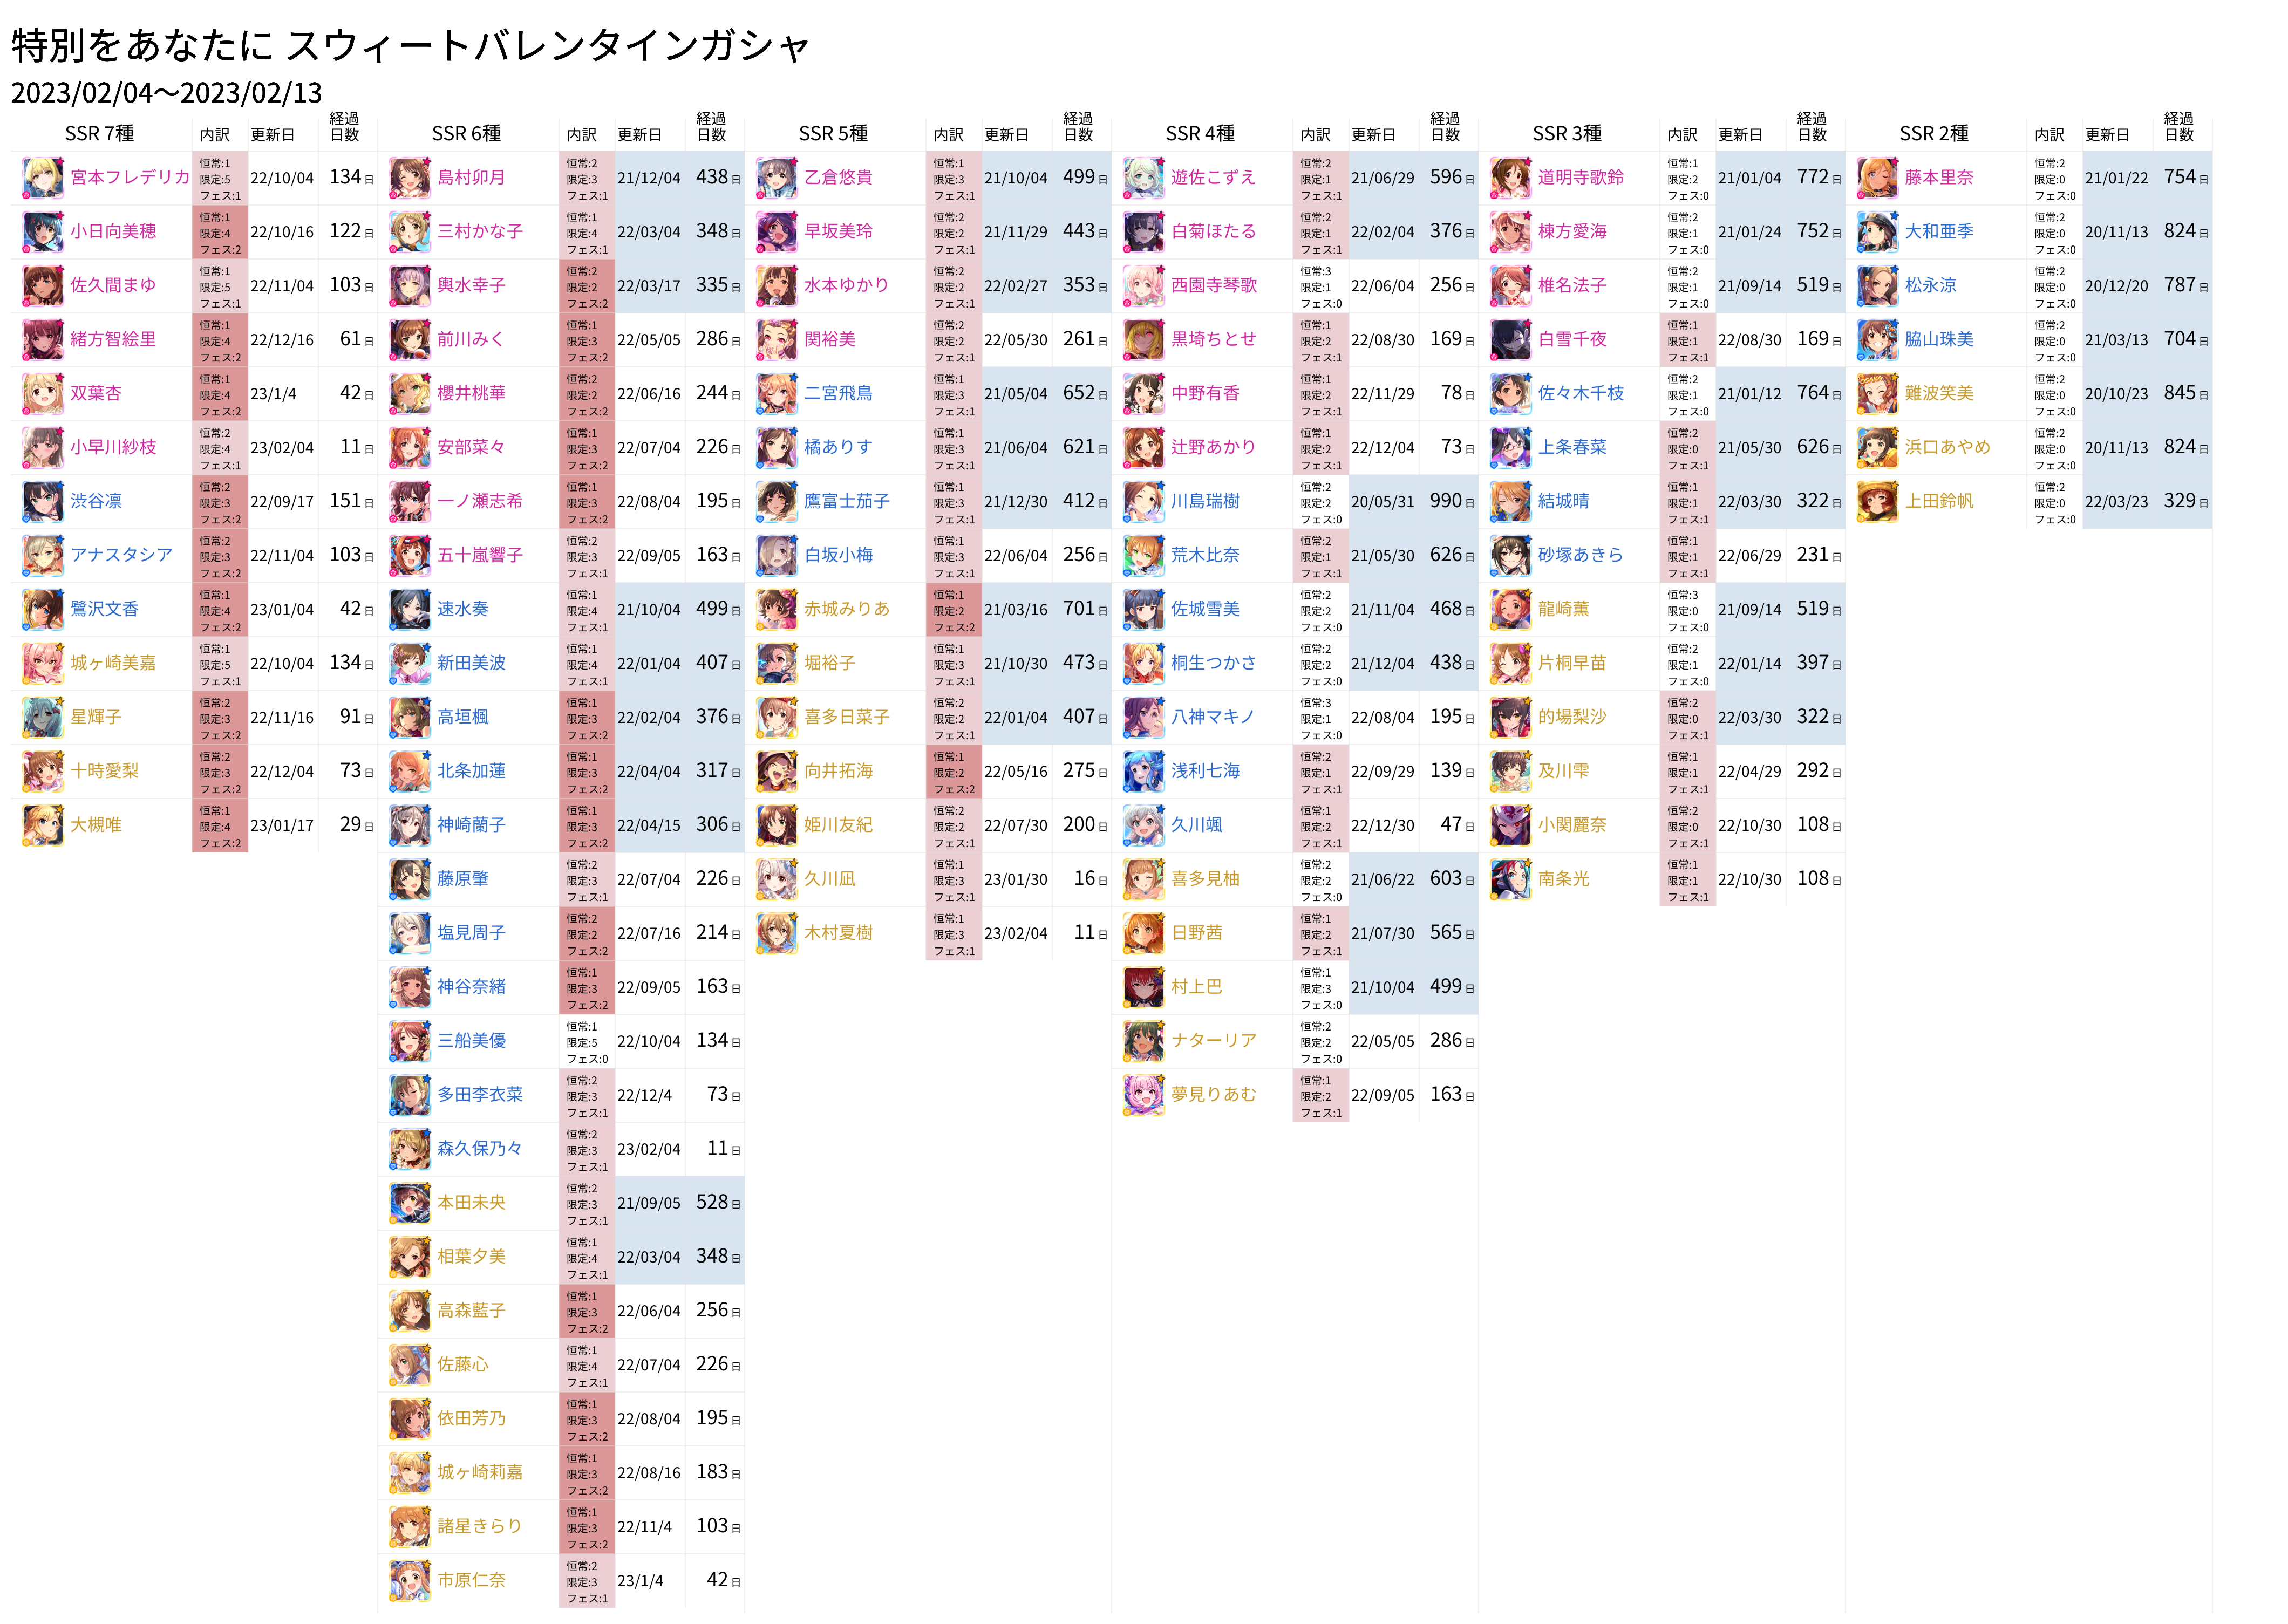 特別をあなたに スウィートバレンタインガシャ
2023/02/04～2023/02/13
SSR 7種 内訳 更新日 経過日数
宮本フレデリカ 恒常:1 限定:5 フェス:1 22/10/04 134日
小日向美穂 恒常:1 限定:4 フェス:2 22/10/16 122日
佐久間まゆ 恒常:1 限定:5 フェス:1 22/11/04 103日
緒方智絵里 恒常:1 限定:4 フェス:2 22/12/16 61日
双葉杏 恒常:1 限定:4 フェス:2 23/1/4 42日
小早川紗枝 恒常:2 限定:4 フェス:1 23/02/04 11日
渋谷凛 恒常:2 限定:3 フェス:2 22/09/17 151日
アナスタシア 恒常:2 限定:3 フェス:2 22/11/04 103日
鷺沢文香 恒常:1 限定:4 フェス:2 23/01/04 42日
城ヶ崎美嘉 恒常:1 限定:5 フェス:1 22/10/04 134日
星輝子 恒常:2 限定:3 フェス:2 22/11/16 91日
十時愛梨 恒常:2 限定:3 フェス:2 22/12/04 73日
大槻唯 恒常:1 限定:4 フェス:2 23/01/17 29日
SSR 6種 内訳 更新日 経過日数
島村卯月 恒常:2 限定:3 フェス:1 21/12/04 438日
三村かな子 恒常:1 限定:4 フェス:1 22/03/04 348日
輿水幸子 恒常:2 限定:2 フェス:2 22/03/17 335日
前川みく 恒常:1 限定:3 フェス:2 22/05/05 286日
櫻井桃華 恒常:2 限定:2 フェス:2 22/06/16 244日
安部菜々 恒常:1 限定:3 フェス:2 22/07/04 226日
一ノ瀬志希 恒常:1 限定:3 フェス:2 22/08/04 195日
五十嵐響子 恒常:2 限定:3 フェス:1 22/09/05 163日
速水奏 恒常:1 限定:4 フェス:1 21/10/04 499日
新田美波 恒常:1 限定:4 フェス:1 22/01/04 407日
高垣楓 恒常:1 限定:3 フェス:2 22/02/04 376日
北条加蓮 恒常:1 限定:3 フェス:2 22/04/04 317日
神崎蘭子 恒常:1 限定:3 フェス:2 22/04/15 306日
藤原肇 恒常:2 限定:3 フェス:1 22/07/04 226日
塩見周子 恒常:2 限定:2 フェス:2 22/07/16 214日
神谷奈緒 恒常:1 限定:3 フェス:2 22/09/05 163日
三船美優 恒常:1 限定:5 フェス:0 22/10/04 134日
多田李衣菜 恒常:2 限定:3 フェス:1 22/12/4 73日
森久保乃々 恒常:2 限定:3 フェス:1 23/02/04 11日
本田未央 恒常:2 限定:3 フェス:1 21/09/05 528日
相葉夕美 恒常:1 限定:4 フェス:1 22/03/04 348日
高森藍子 恒常:1 限定:3 フェス:2 22/06/04 256日
佐藤心 恒常:1 限定:4 フェス:1 22/07/04 226日
依田芳乃 恒常:1 限定:3 フェス:2 22/08/04 195日
城ヶ崎莉嘉 恒常:1 限定:3 フェス:2 22/08/16 183日
諸星きらり 恒常:1 限定:3 フェス:2 22/11/4 103日
市原仁奈 恒常:2 限定:3 フェス:1 23/1/4 42日
SSR 5種 内訳 更新日 経過日数
乙倉悠貴 恒常:1 限定:3 フェス:1 21/10/04 499日
早坂美玲 恒常:2 限定:2 フェス:1 21/11/29 443日
水本ゆかり 恒常:2 限定:2 フェス:1 22/02/27 353日
関裕美 恒常:2 限定:2 フェス:1 22/05/30 261日
二宮飛鳥 恒常:1 限定:3 フェス:1 21/05/04 652日
橘ありす 恒常:1 限定:3 フェス:1 21/06/04 621日
鷹富士茄子 恒常:1 限定:3 フェス:1 21/12/30 412日
白坂小梅 恒常:1 限定:3 フェス:1 22/06/04 256日
赤城みりあ 恒常:1 限定:2 フェス:2 21/03/16 701日
堀裕子 恒常:1 限定:3 フェス:1 21/10/30 473日
喜多日菜子 恒常:2 限定:2 フェス:1 22/01/04 407日
向井拓海 恒常:1 限定:2 フェス:2 22/05/16 275日
姫川友紀 恒常:2 限定:2 フェス:1 22/07/30 200日
久川凪 恒常:1 限定:3 フェス:1 23/01/30 16日
木村夏樹 恒常:1 限定:3 フェス:1 23/02/04 11日
SSR 4種 内訳 更新日 経過日数
遊佐こずえ 恒常:2 限定:1 フェス:1 21/06/29 596日
白菊ほたる 恒常:2 限定:1 フェス:1 22/02/04 376日
西園寺琴歌 恒常:3 限定:1 フェス:0 22/06/04 256日
黒埼ちとせ 恒常:1 限定:2 フェス:1 22/08/30 169日
中野有香 恒常:1 限定:2 フェス:1 22/11/29 78日
辻野あかり 恒常:1 限定:2 フェス:1 22/12/04 73日
川島瑞樹 恒常:2 限定:2 フェス:0 20/05/31 990日
荒木比奈 恒常:2 限定:1 フェス:1 21/05/30 626日
佐城雪美 恒常:2 限定:2 フェス:0 21/11/04 468日
桐生つかさ 恒常:2 限定:2 フェス:0 21/12/04 438日
八神マキノ 恒常:3 限定:1 フェス:0 22/08/04 195日
浅利七海 恒常:2 限定:1 フェス:1 22/09/29 139日
久川颯 恒常:1 限定:2 フェス:1 22/12/30 47日
喜多見柚 恒常:2 限定:2 フェス:0 21/06/22 603日
日野茜 恒常:1 限定:2 フェス:1 21/07/30 565日
村上巴 恒常:1 限定:3 フェス:0 21/10/04 499日
ナターリア 恒常:2 限定:2 フェス:0 22/05/05 286日
夢見りあむ 恒常:1 限定:2 フェス:1 22/09/05 163日
SSR 3種 内訳 更新日 経過日数
道明寺歌鈴 恒常:1 限定:2 フェス:0 21/01/04 772日
棟方愛海 恒常:2 限定:1 フェス:0 21/01/24 752日
椎名法子 恒常:2 限定:1 フェス:0 21/09/14 519日
白雪千夜 恒常:1 限定:1 フェス:1 22/08/30 169日
佐々木千枝 恒常:2 限定:1 フェス:0 21/01/12 764日
上条春菜 恒常:2 限定:0 フェス:1 21/05/30 626日
結城晴 恒常:1 限定:1 フェス:1 22/03/30 322日
砂塚あきら 恒常:1 限定:1 フェス:1 22/06/29 231日
龍崎薫 恒常:3 限定:0 フェス:0 21/09/14 519日
片桐早苗 恒常:2 限定:1 フェス:0 22/01/14 397日
的場梨沙 恒常:2 限定:0 フェス:1 22/03/30 322日
及川雫 恒常:1 限定:1 フェス:1 22/04/29 292日
小関麗奈 恒常:2 限定:0 フェス:1 22/10/30 108日
南条光 恒常:1 限定:1 フェス:1 22/10/30 108日
SSR 2種 内訳 更新日 経過日数
藤本里奈 恒常:2 限定:0 フェス:0 21/01/22 754日
大和亜季 恒常:2 限定:0 フェス:0 20/11/13 824日
松永涼 恒常:2 限定:0 フェス:0 20/12/20 787日
脇山珠美 恒常:2 限定:0 フェス:0 21/03/13 704日
難波笑美 恒常:2 限定:0 フェス:0 20/10/23 845日
浜口あやめ 恒常:2 限定:0 フェス:0 20/11/13 824日
上田鈴帆 恒常:2 限定:0 フェス:0 22/03/23 329日